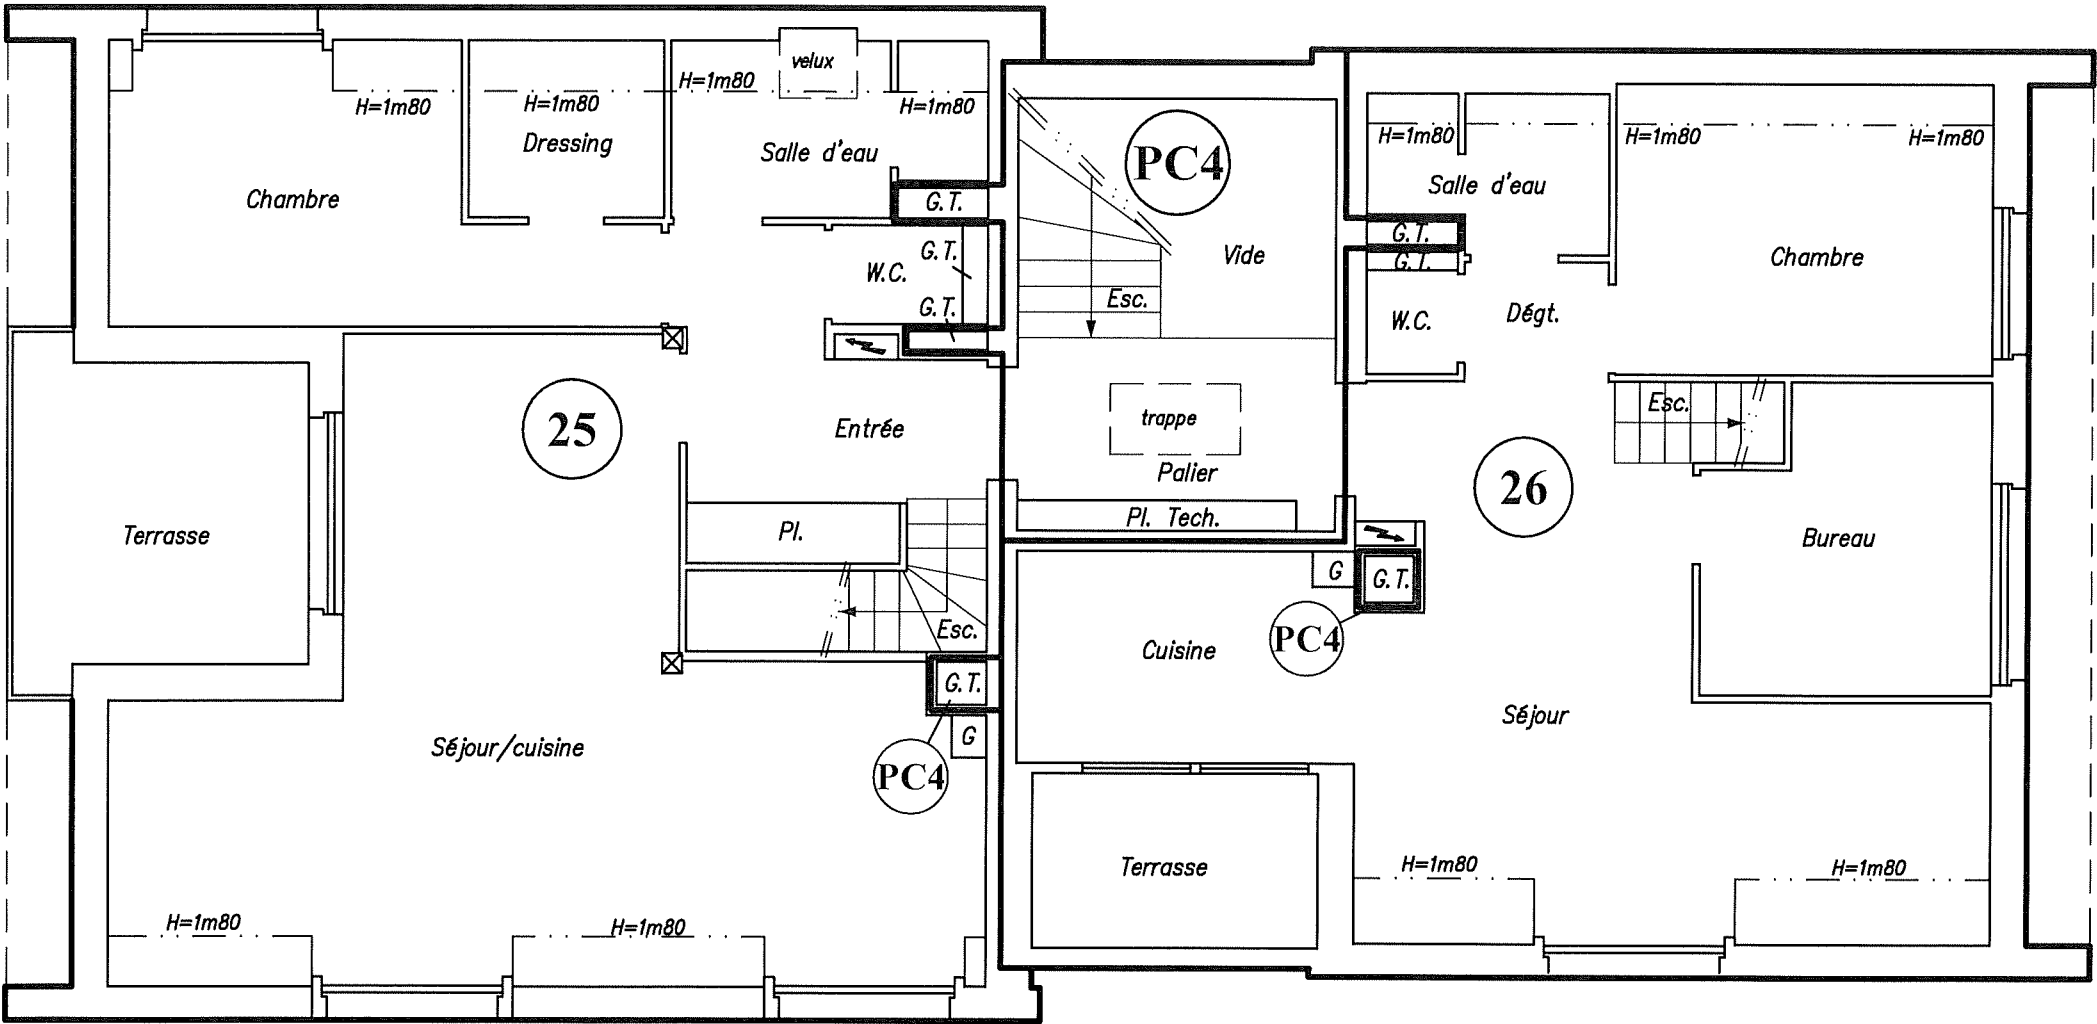 velux
H=1m80
H=1m80
H=1m80
H=1m80
Dressing
Salle d'eau
Chambre
G.T.
G.T.
W.C.
G.T.
25
Entrée
Terrasse
Pl.
Esc.
G.T.
G
PC4
Séjour/cuisine
H=1m80
H=1m80
PC4
Vide
Esc.
trappe
Palier
Pl. Tech.
H=1m80
H=1m80
H=1m80
Salle d'eau
G.T.
G.T.
Chambre
W.C.
Dégt.
Esc.
26
Bureau
G
G.T.
PC4
Cuisine
Séjour
Terrasse
H=1m80
H=1m80